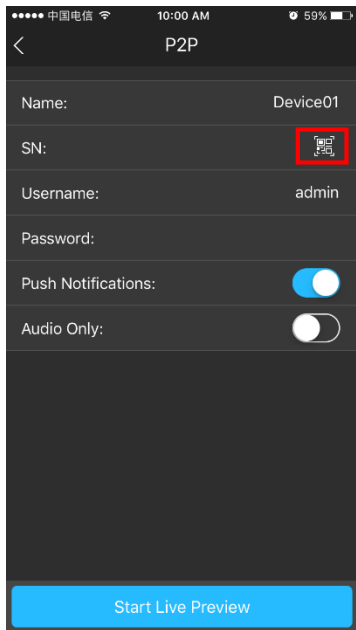 中国电信 10:00 AM 59%
P2P
Name: Device01
SN:
Username: admin
Password:
Push Notifications:
Audio Only:
Start Live Preview